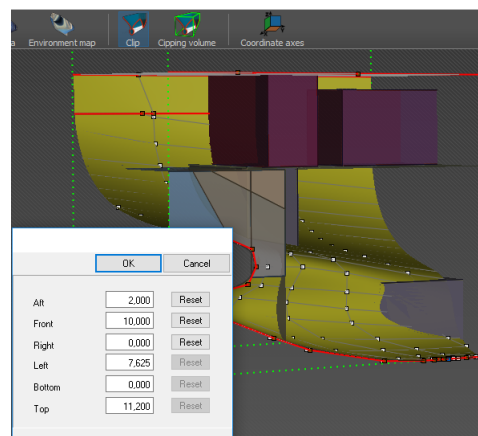 a Environment map Clip Cipping volume Coordinate axes
OK Cancel
Aft 2,000 Reset
Front 10,000 Reset
Right 0,000 Reset
Left 7,625 Reset
Bottom 0,000 Reset
Top 11,200 Reset